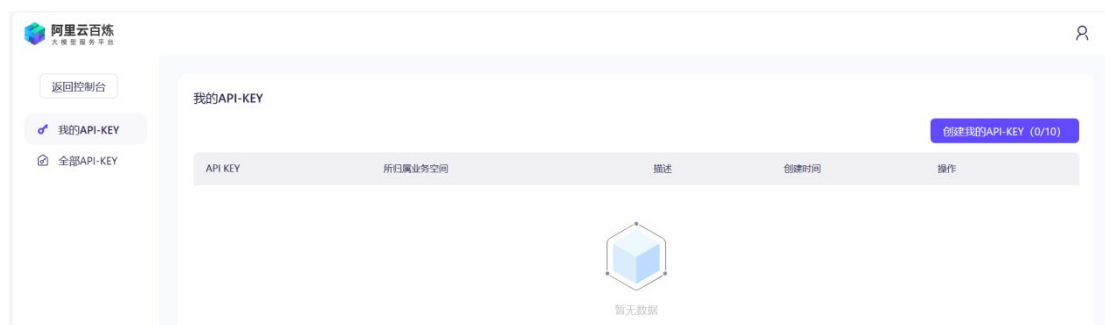 阿里云百炼
大模型服务平台
返回控制台
我的API-KEY
全部API-KEY
我的API-KEY
创建我的API-KEY（0/10）
API KEY 所归属业务空间 描述 创建时间 操作
暂无数据